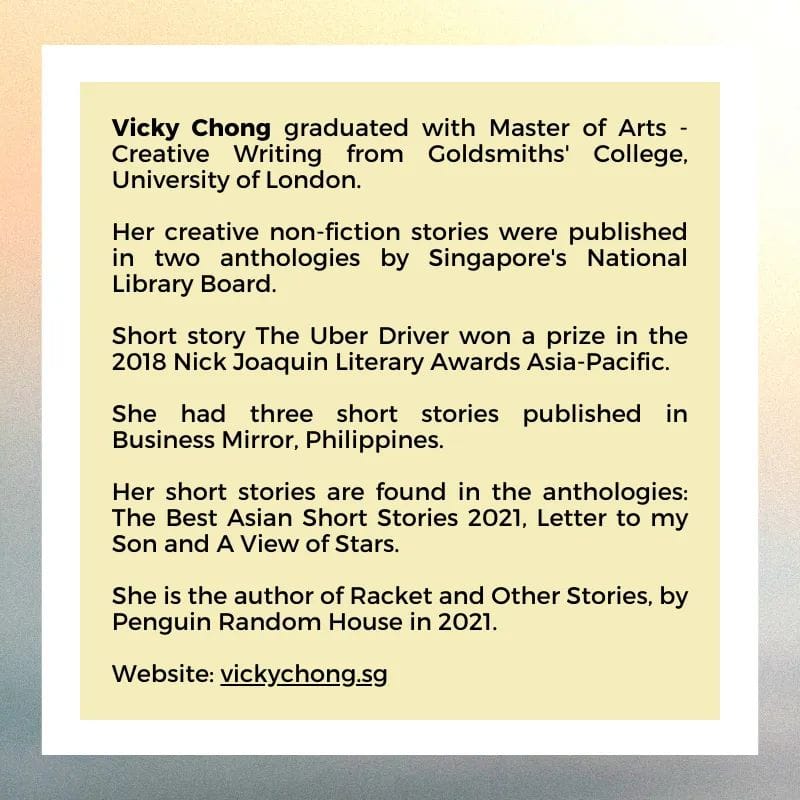 Vicky Chong graduated with Master of Arts -
Creative Writing from Goldsmiths' College,
University of London.
Her creative non-fiction stories were published
in two anthologies by Singapore's National
Library Board.
Short story The Uber Driver won a prize in the
2018 Nick Joaquin Literary Awards Asia-Pacific.
She had three short stories published in
Business Mirror, Philippines.
Her short stories are found in the anthologies:
The Best Asian Short Stories 2021, Letter to my
Son and A View of Stars.
She is the author of Racket and Other Stories, by
Penguin Random House in 2021.
Website: vickychong.sg